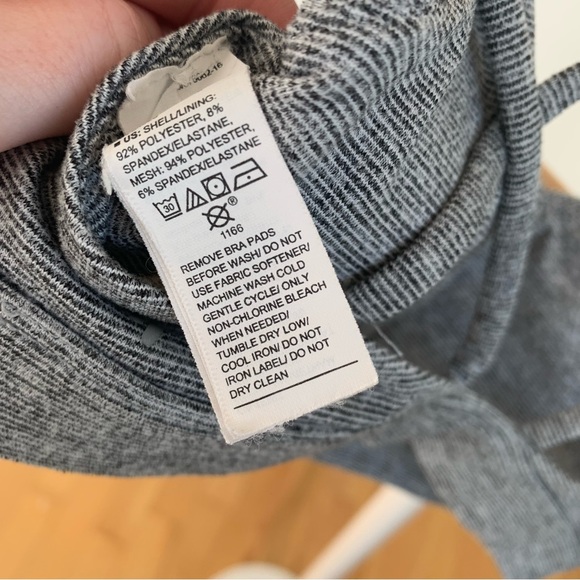 ■ US: SHELL/LINING:
92% POLYESTER, 8%
SPANDEX/ELASTANE,
MESH: 94% POLYESTER,
6% SPANDEX/ELASTANE
30
1166
REMOVE BRA PADS
BEFORE WASH/ DO NOT
USE FABRIC SOFTENER/
MACHINE WASH COLD
GENTLE CYCLE/ ONLY
NON-CHLORINE BLEACH
WHEN NEEDED/
TUMBLE DRY LOW/
COOL IRON/ DO NOT
IRON LABEL/ DO NOT
DRY CLEAN